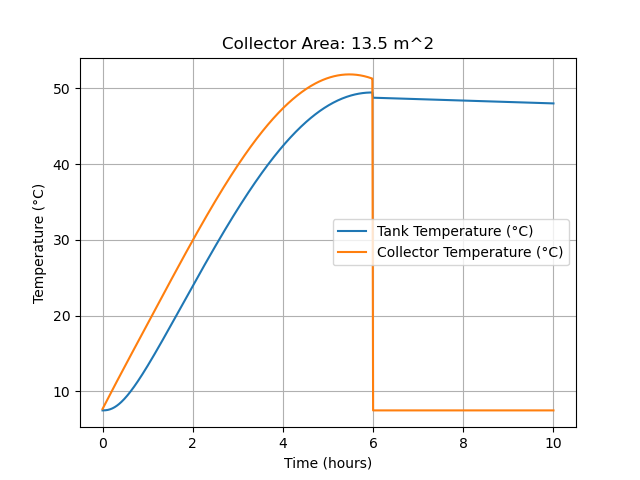 Collector Area: 13.5 m^2
Temperature (°C)
50
40
30
20
10
Tank Temperature (°C)
Collector Temperature (°C)
0 2 4 6 8 10
Time (hours)